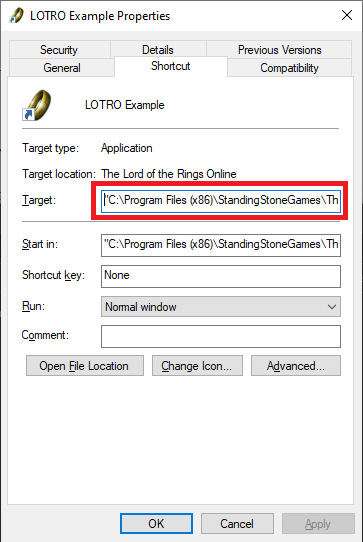 LOTRO Example Properties
Security Details Previous Versions
General Shortcut Compatibility
LOTRO Example
Target type: Application
Target location: The Lord of the Rings Online
Target: "C:\Program Files (x86)\StandingStoneGames\Th
Start in: "C:\Program Files (x86)\StandingStoneGames\Th
Shortcut key: None
Run: Normal window
Comment:
Open File Location Change Icon... Advanced...
OK Cancel Apply